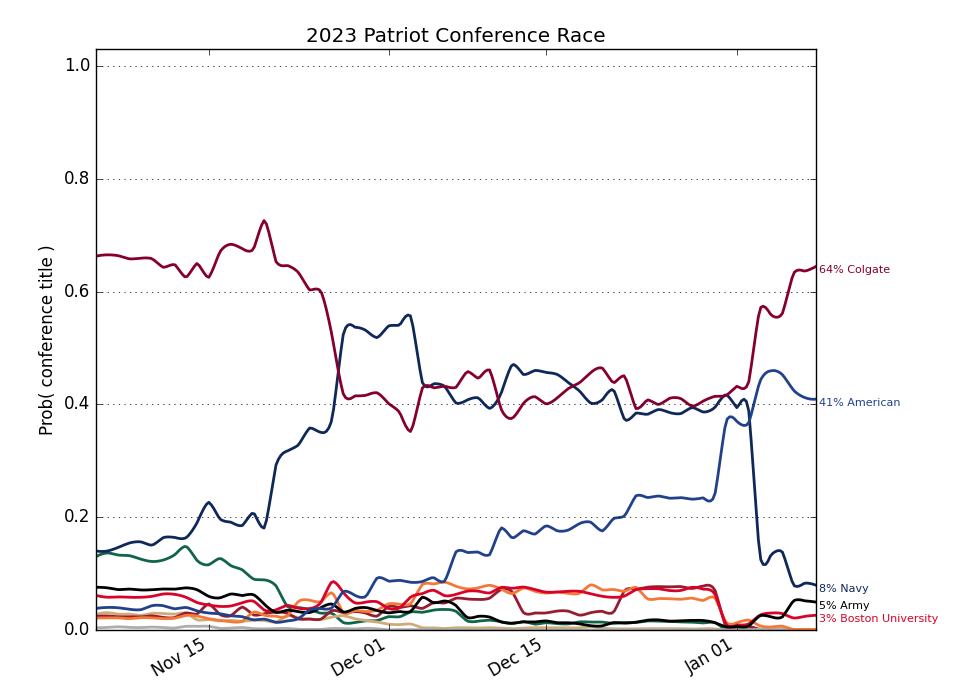 2023 Patriot Conference Race
Prob( conference title )
1.0
0.8
0.6
0.4
0.2
0.0
64% Colgate
41% American
8% Navy
5% Army
3% Boston University
Nov 15
Dec 01
Dec 15
Jan 01